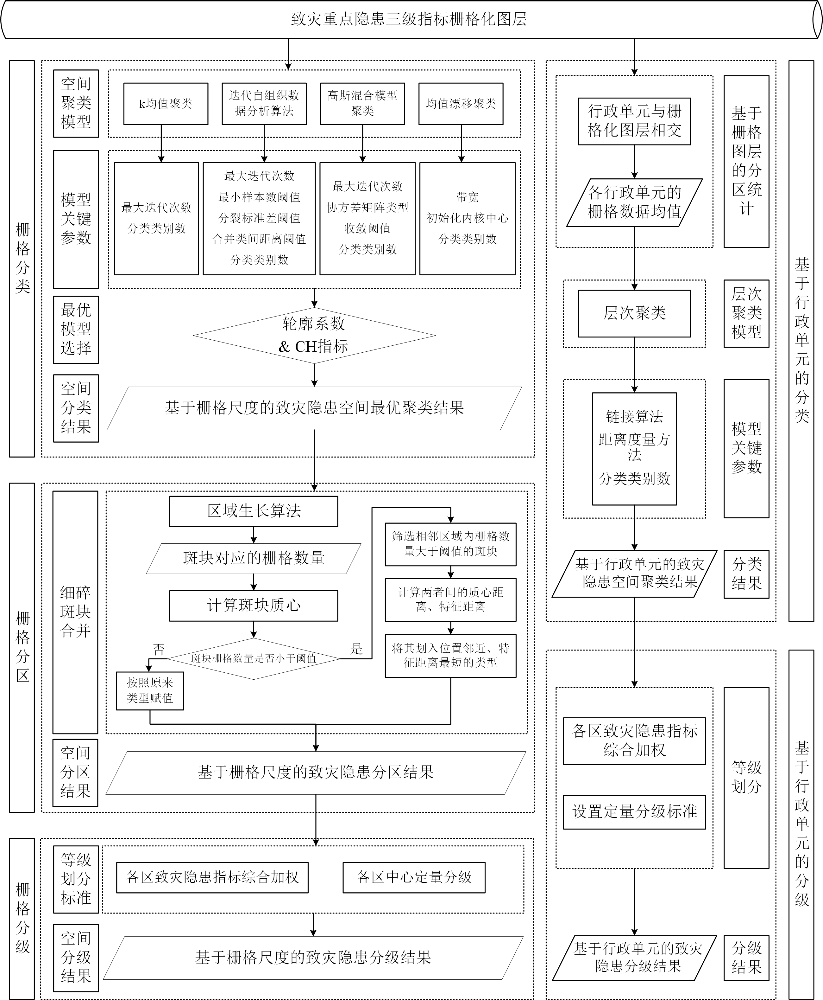 致灾重点隐患三级指标栅格化图层
栅
格
分
类
空间
聚类
模型
k均值聚类
迭代自组织数
据分析算法
高斯混合模型
聚类
均值漂移聚类
模型
关键
参数
最大迭代次数
分类类别数
最大迭代次数
最小样本数阈值
分裂标准差阈值
合并类间距离阈值
分类类别数
最大迭代次数
协方差矩阵类型
收敛阈值
分类类别数
带宽
初始化内核中心
分类类别数
最优
模型
选择
轮廓系数
& CH指标
空间
分类
结果
基于栅格尺度的致灾隐患空间最优聚类结果
栅
格
分
区
细碎
斑块
合并
区域生长算法
斑块对应的栅格数量
计算斑块质心
斑块栅格数量是否小于阈值
否
是
按照原来
类型赋值
筛选相邻区域内栅格数
量大于阈值的斑块
计算两者间的质心距
离、特征距离
将其划入位置邻近、特
征距离最短的类型
空间
分区
结果
基于栅格尺度的致灾隐患分区结果
栅
格
分
级
等级
划分
标准
各区致灾隐患指标综合加权
各区中心定量分级
空间
分级
结果
基于栅格尺度的致灾隐患分级结果
行政单元与栅
格化图层相交
各行政单元的
栅格数据均值
基于
栅格
图层
的分
区统
计
层次聚类
层次
聚类
模型
链接算法
距离度量方
法
分类类别数
模型
关键
参数
基于行政单元的致灾
隐患空间聚类结果
分类
结果
基
于
行
政
单
元
的
分
类
各区致灾隐患指标
综合加权
设置定量分级标准
等级
划分
基于行政单元的致灾
隐患分级结果
分级
结果
基
于
行
政
单
元
的
分
级